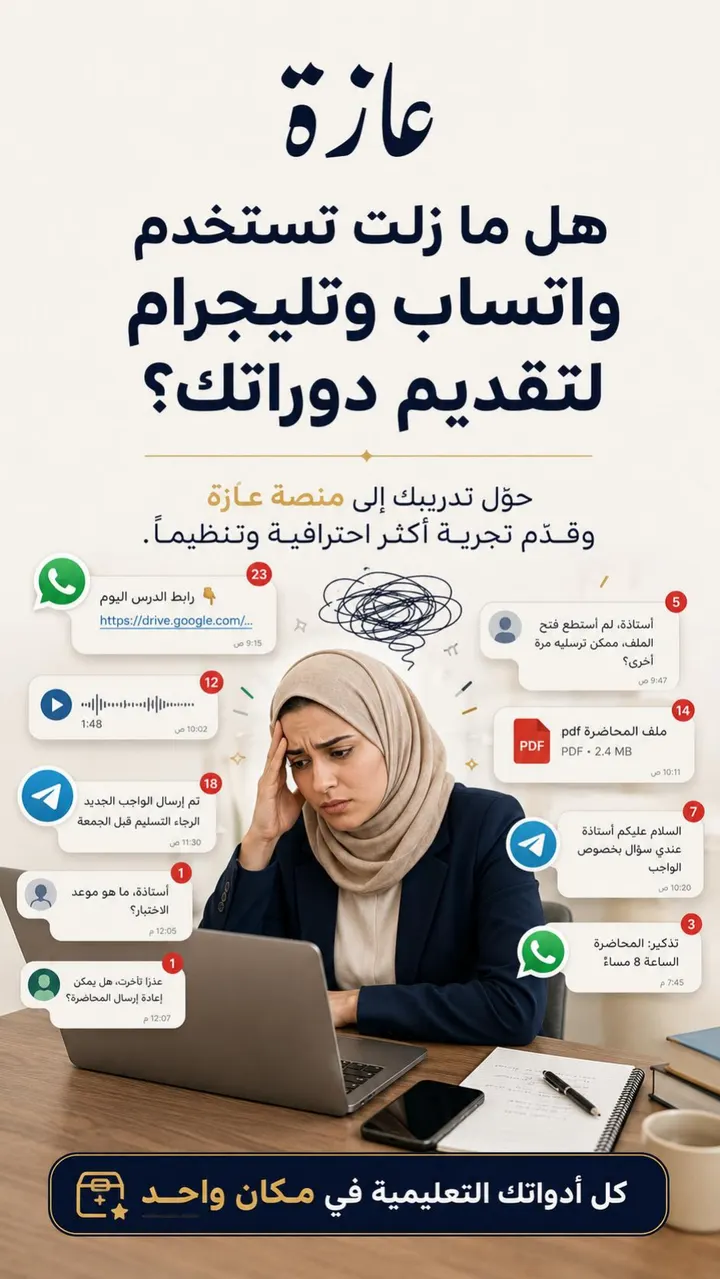 عازة
هل ما زلت تستخدم
واتساب وتليجرام
لتقديم دوراتك؟
حوّل تدريبك إلى منصة عـازة
وقـدّم تجربة أكثر احترافية وتنظيمـاً.
23
رابط الدرس اليوم 👇
https://drive.google.com/...
9:15 ص
5
أستاذة، لم أستطع فتح
الملف، ممكن ترسليه مرة
أخرى؟
9:47 ص
12
1:48
10:02 ص
14
ملف المحاضرة pdf
PDF
PDF • 2.4 MB
10:11 ص
18
تم إرسال الواجب الجديد
الرجاء التسليم قبل الجمعة
11:30 ص
7
السلام عليكم أستاذة
عندي سؤال بخصوص
الواجب
10:20 ص
1
أستاذة، ما هو موعد
الاختبار؟
12:05 م
3
تذكير: المحاضرة
الساعة 8 مساءً
7:45 م
1
عذرًا تأخرت، هل يمكن
إعادة إرسال المحاضرة؟
12:07 م
كل أدواتك التعليمية في مـكان واحـد